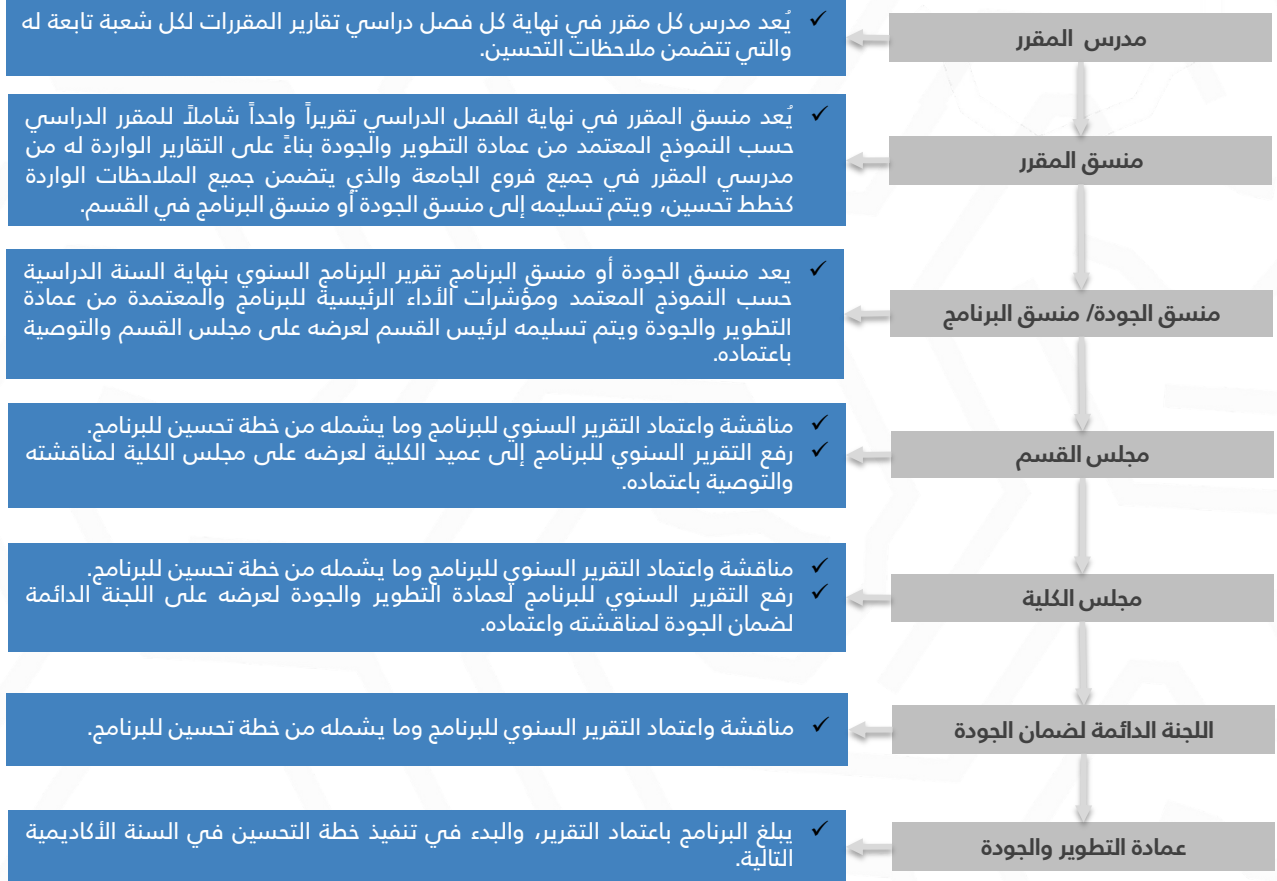 مدرس المقرر
✓ يُعد مدرس كل مقرر في نهاية كل فصل دراسي تقارير المقررات لكل شعبة تابعة له
والتي تتضمن ملاحظات التحسين.
منسق المقرر
✓ يُعد منسق المقرر في نهاية الفصل الدراسي تقريراً واحداً شاملاً للمقرر الدراسي
حسب النموذج المعتمد من عمادة التطوير والجودة بناءً على التقارير الواردة له من
مدرسي المقرر في جميع فروع الجامعة والذي يتضمن جميع الملاحظات الواردة
كخطط تحسين، ويتم تسليمه إلى منسق الجودة أو منسق البرنامج في القسم.
منسق الجودة/ منسق البرنامج
✓ يعد منسق الجودة أو منسق البرنامج تقرير البرنامج السنوي بنهاية السنة الدراسية
حسب النموذج المعتمد ومؤشرات الأداء الرئيسية للبرنامج والمعتمدة من عمادة
التطوير والجودة ويتم تسليمه لرئيس القسم لعرضه على مجلس القسم والتوصية
باعتماده.
مجلس القسم
✓ مناقشة واعتماد التقرير السنوي للبرنامج وما يشمله من خطة تحسين للبرنامج.
✓ رفع التقرير السنوي للبرنامج إلى عميد الكلية لعرضه على مجلس الكلية لمناقشته
والتوصية باعتماده.
مجلس الكلية
✓ مناقشة واعتماد التقرير السنوي للبرنامج وما يشمله من خطة تحسين للبرنامج.
✓ رفع التقرير السنوي للبرنامج لعمادة التطوير والجودة لعرضه على اللجنة الدائمة
لضمان الجودة لمناقشته واعتماده.
اللجنة الدائمة لضمان الجودة
✓ مناقشة واعتماد التقرير السنوي للبرنامج وما يشمله من خطة تحسين للبرنامج.
عمادة التطوير والجودة
✓ يبلغ البرنامج باعتماد التقرير، والبدء في تنفيذ خطة التحسين في السنة الأكاديمية
التالية.